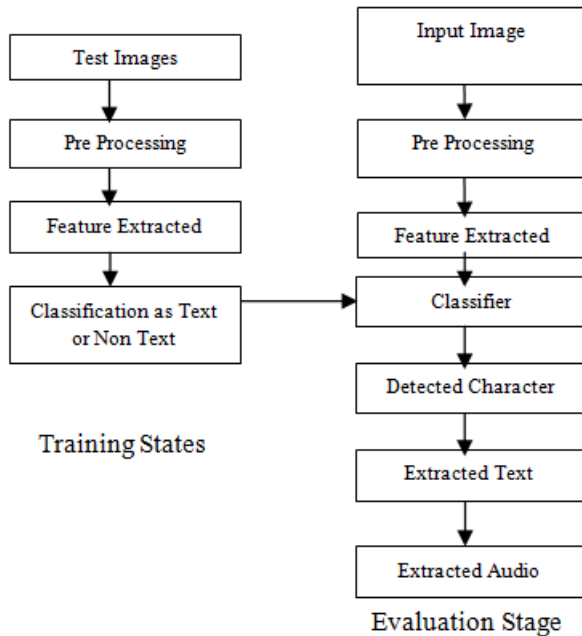 Test Images
Pre Processing
Feature Extracted
Classification as Text
or Non Text
Training States
Input Image
Pre Processing
Feature Extracted
Classifier
Detected Character
Extracted Text
Extracted Audio
Evaluation Stage